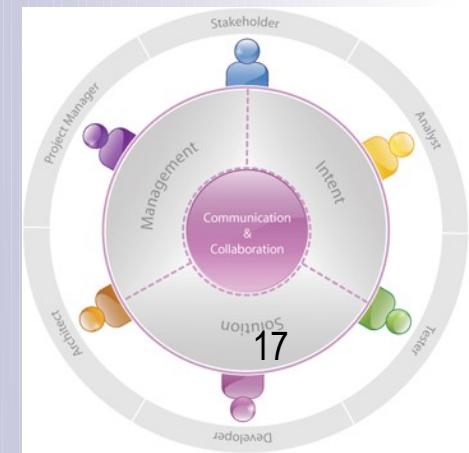 Stakeholder
Project Manager
Analyst
Management
Intent
Communication
&
Collaboration
Solution
17
Architect
Tester
Developer